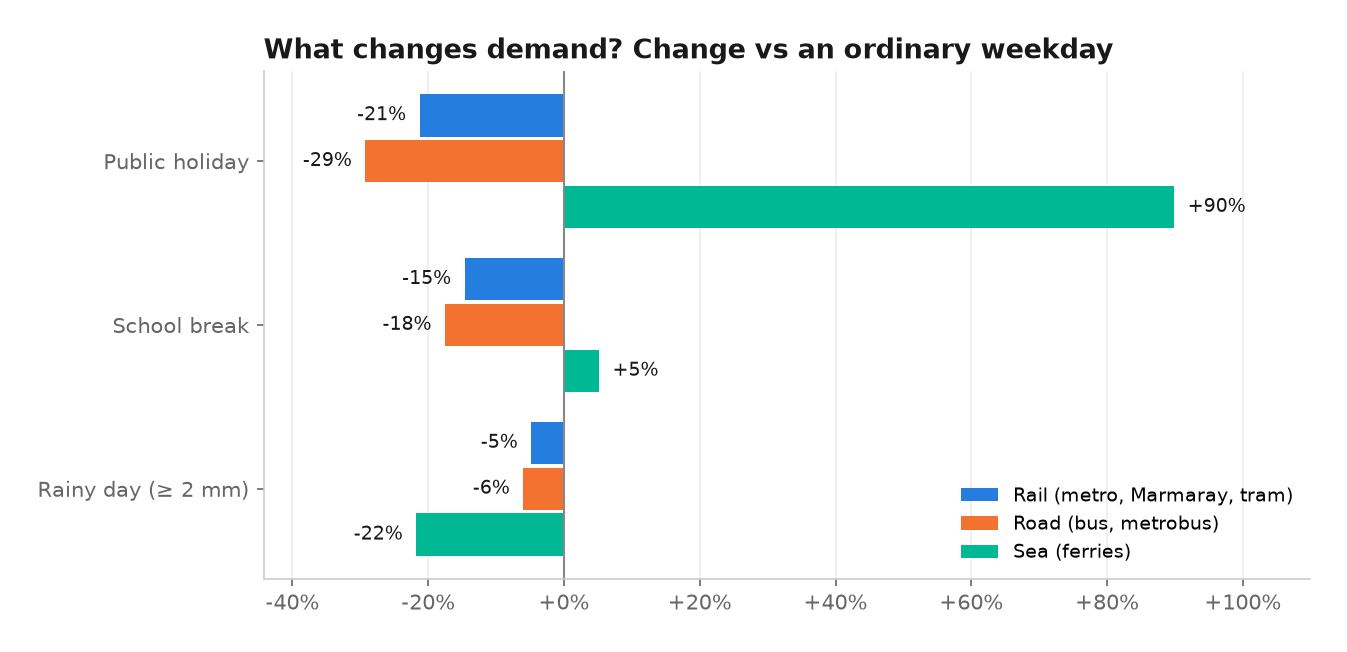 What changes demand? Change vs an ordinary weekday
-21%
Public holiday
-29%
+90%
-15%
School break
-18%
+5%
-5%
Rainy day (≥ 2 mm)
-6%
-22%
Rail (metro, Marmaray, tram)
Road (bus, metrobus)
Sea (ferries)
-40% -20% +0% +20% +40% +60% +80% +100%